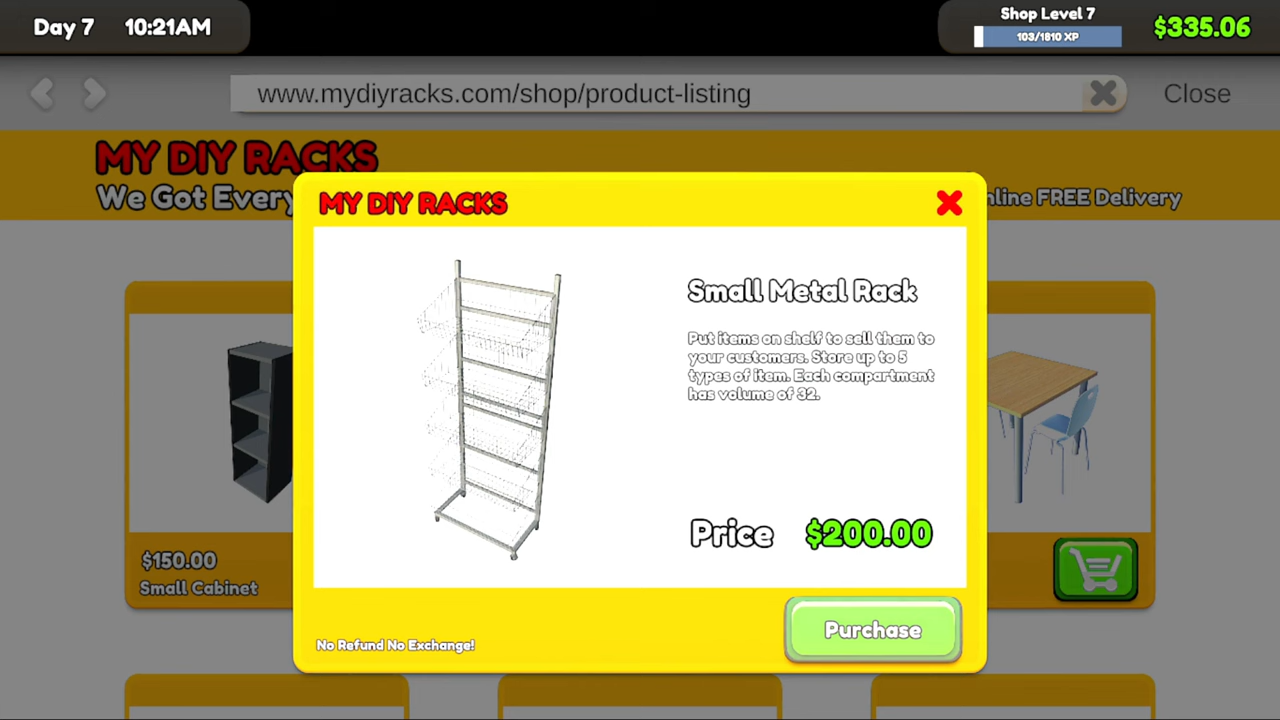 Day 7 10:21AM
Shop Level 7
103/1810 XP
$335.06
www.mydiyracks.com/shop/product-listing
Close
MY DIY RACKS
We Got Every
nline FREE Delivery
MY DIY RACKS
Small Metal Rack
Put items on shelf to sell them to
your customers. Store up to 5
types of item. Each compartment
has volume of 32.
Price $200.00
$150.00
Small Cabinet
No Refund No Exchange!
Purchase